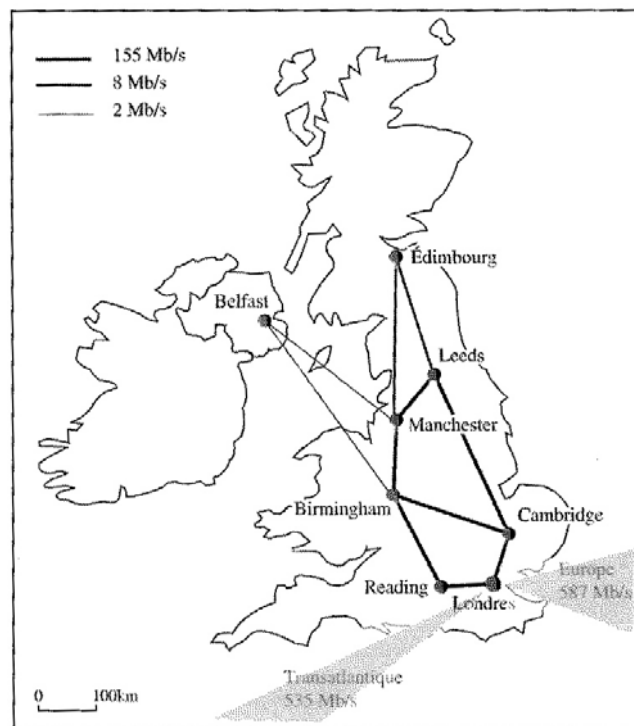 155 Mb/s
8 Mb/s
2 Mb/s
Édimbourg
Belfast
Leeds
Manchester
Birmingham
Cambridge
Europe
587 Mb/s
Reading
Londres
Transatlantique
535 Mb/s
0 100km